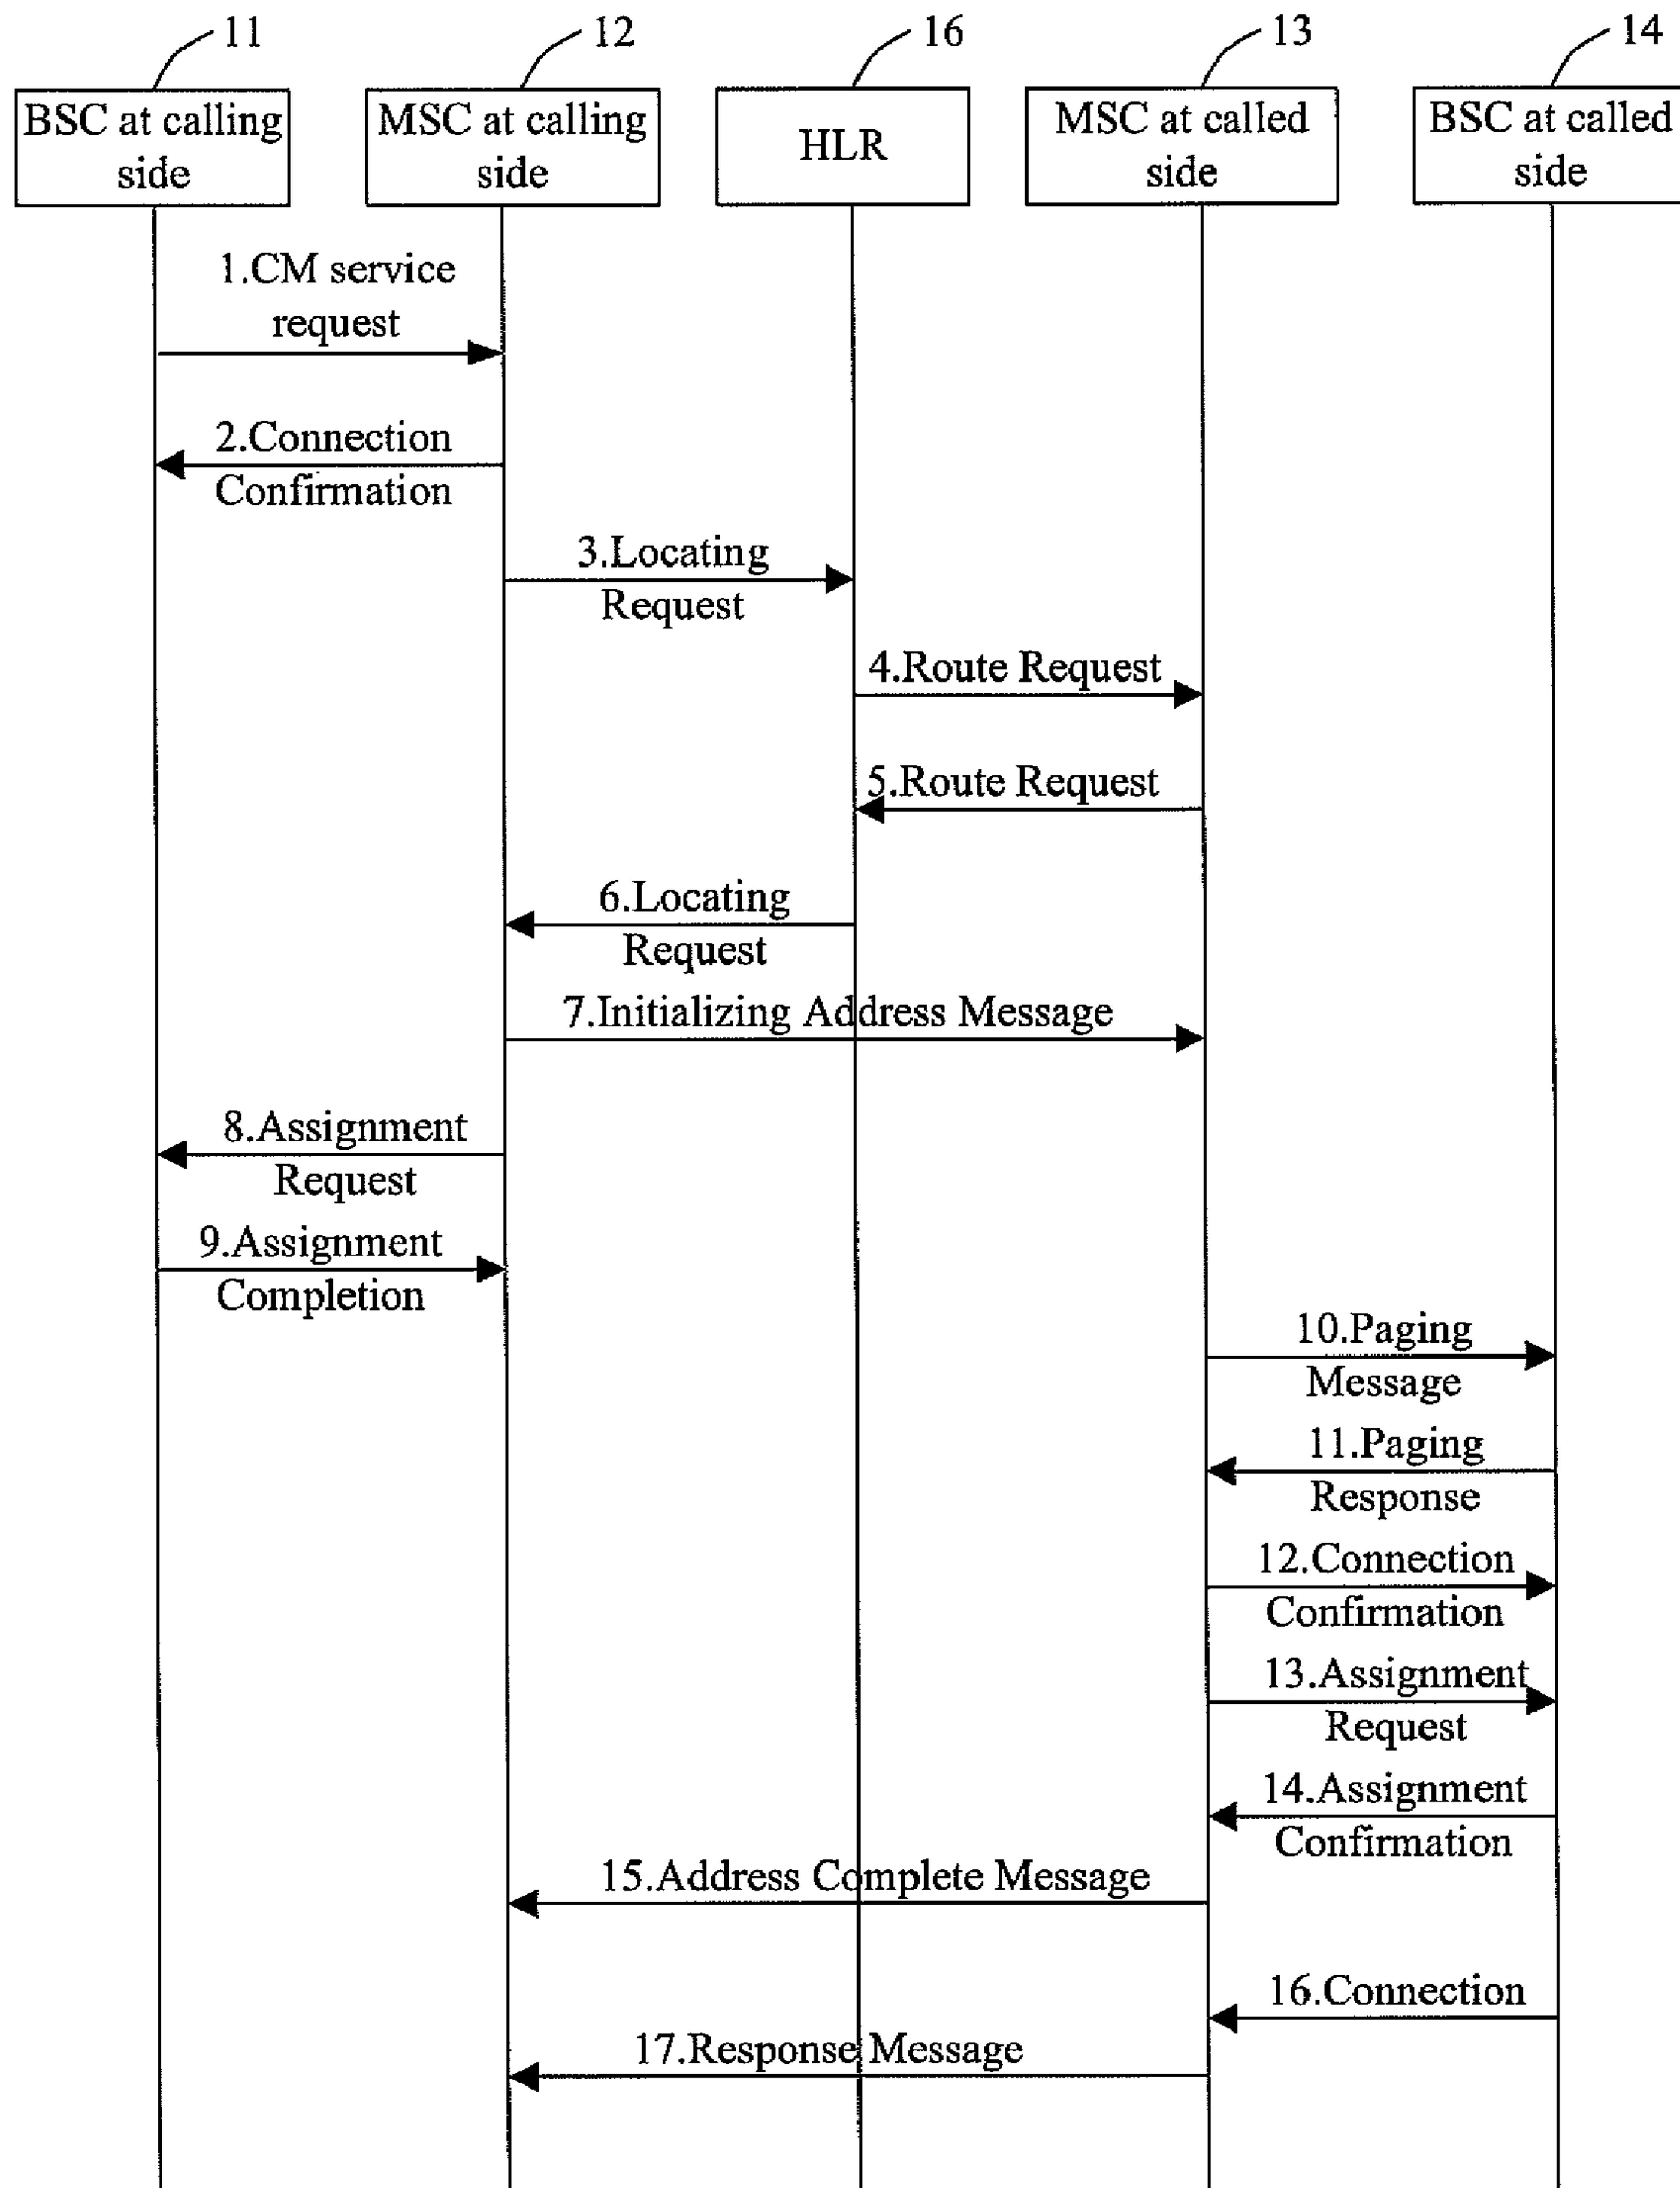 11
12
16
13
14
BSC at calling
side
MSC at calling
side
HLR
MSC at called
side
BSC at called
side
1.CM service
request
2.Connection
Confirmation
3.Locating
Request
4.Route Request
5.Route Request
6.Locating
Request
7.Initializing Address Message
8.Assignment
Request
9.Assignment
Completion
10.Paging
Message
11.Paging
Response
12.Connection
Confirmation
13.Assignment
Request
14.Assignment
Confirmation
15.Address Complete Message
16.Connection
17.Response Message